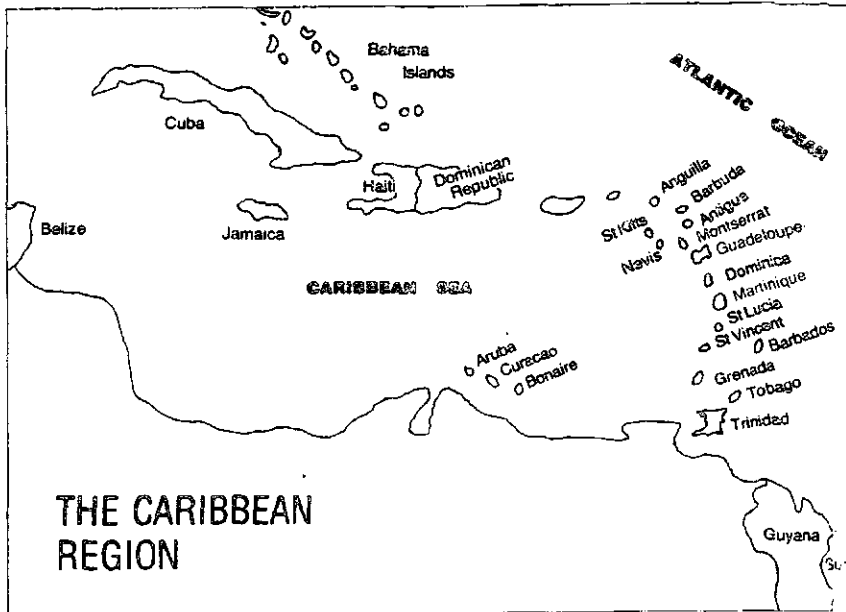 Bahama
Islands
ATLANTIC OCEAN
Cuba
Haiti
Dominican
Republic
Anguilla
Barbuda
St Kitts
Antigue
Montserrat
Nevis
Guadeloupe
Belize
Jamaica
CARIBBEAN SEA
Dominica
Martinique
St Lucia
St Vincent
Barbados
Aruba
Curacao
Bonaire
Grenada
Tobago
Trinidad
THE CARIBBEAN
REGION
Guyana